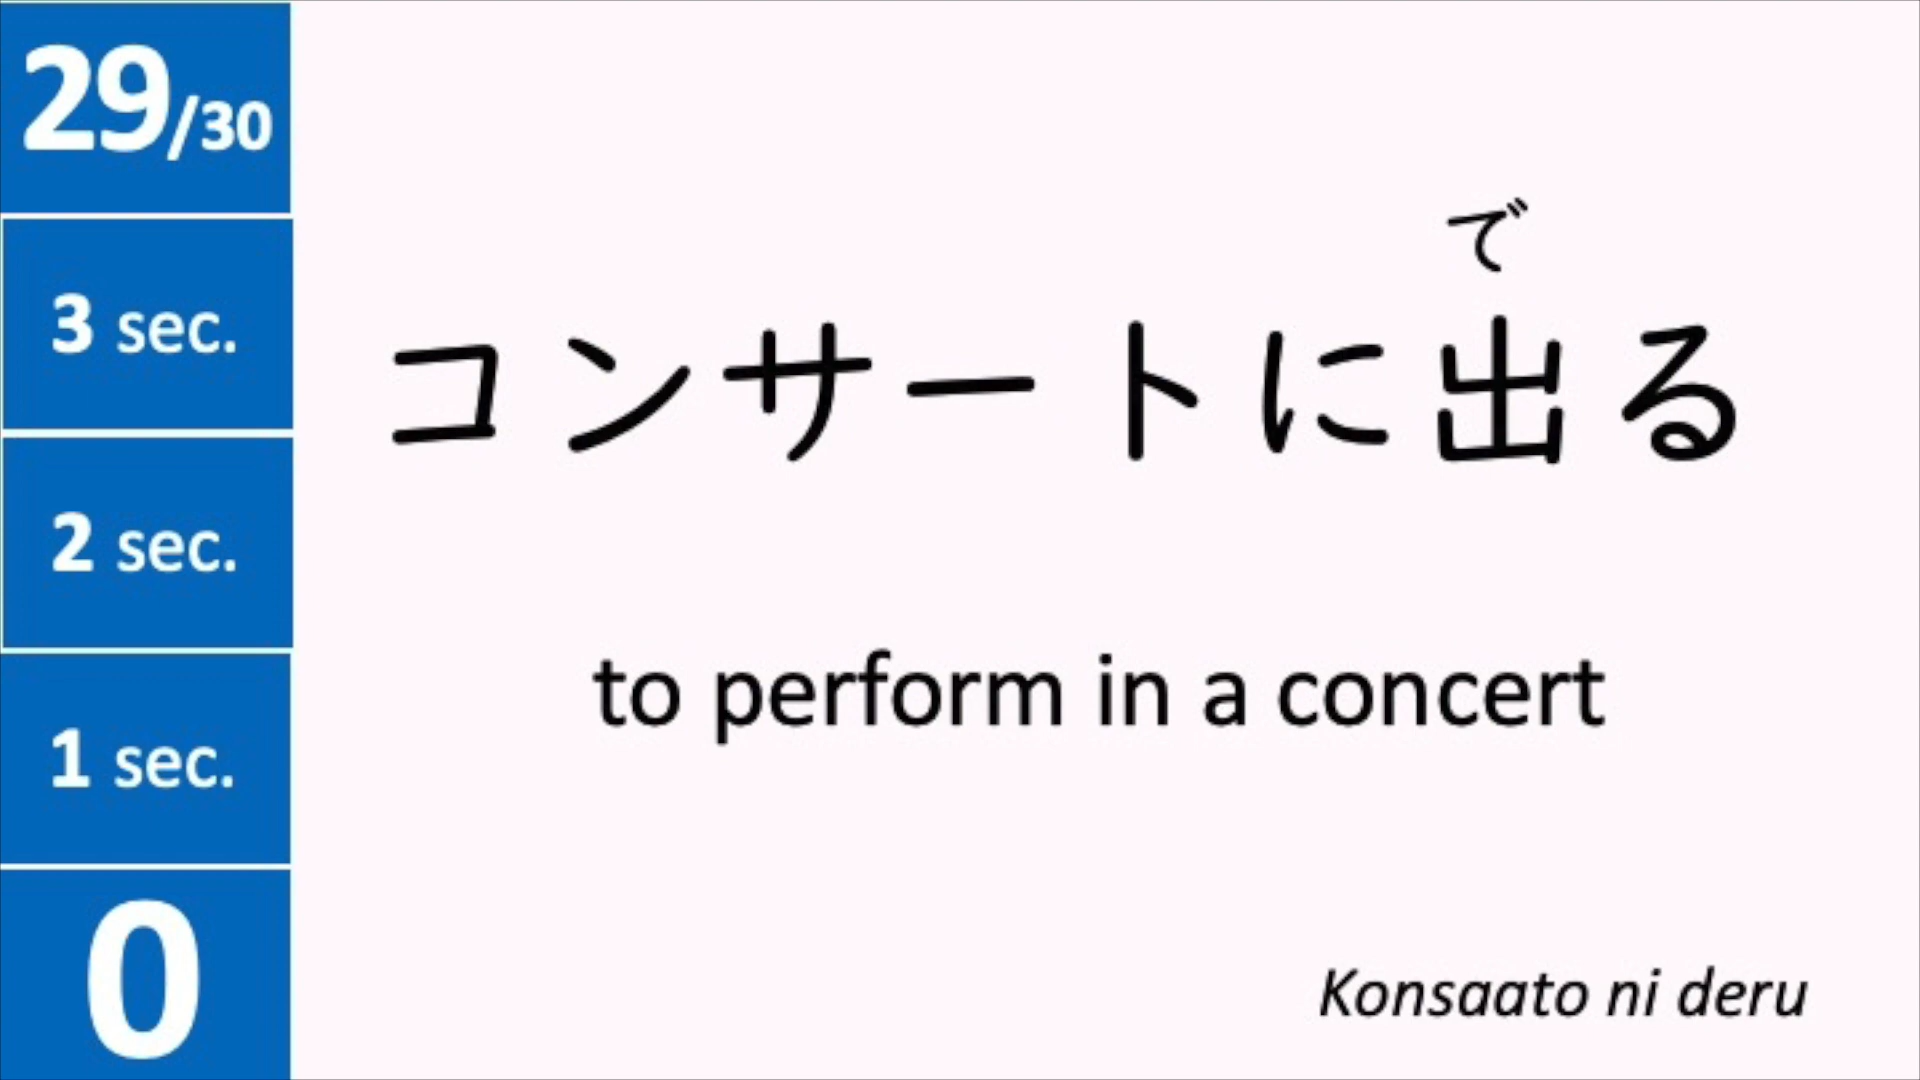 29/30
3 sec.
2 sec.
1 sec.
0
で
コンサートに出る
to perform in a concert
Konsaato ni deru